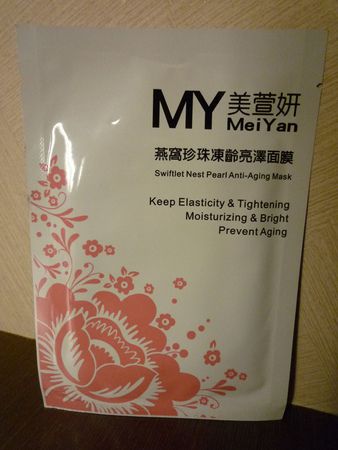 MY 美萱妍
MeiYan
燕窩珍珠凍齡亮澤面膜
Swiftlet Nest Pearl Anti-Aging Mask
Keep Elasticity & Tightening
Moisturizing & Bright
Prevent Aging